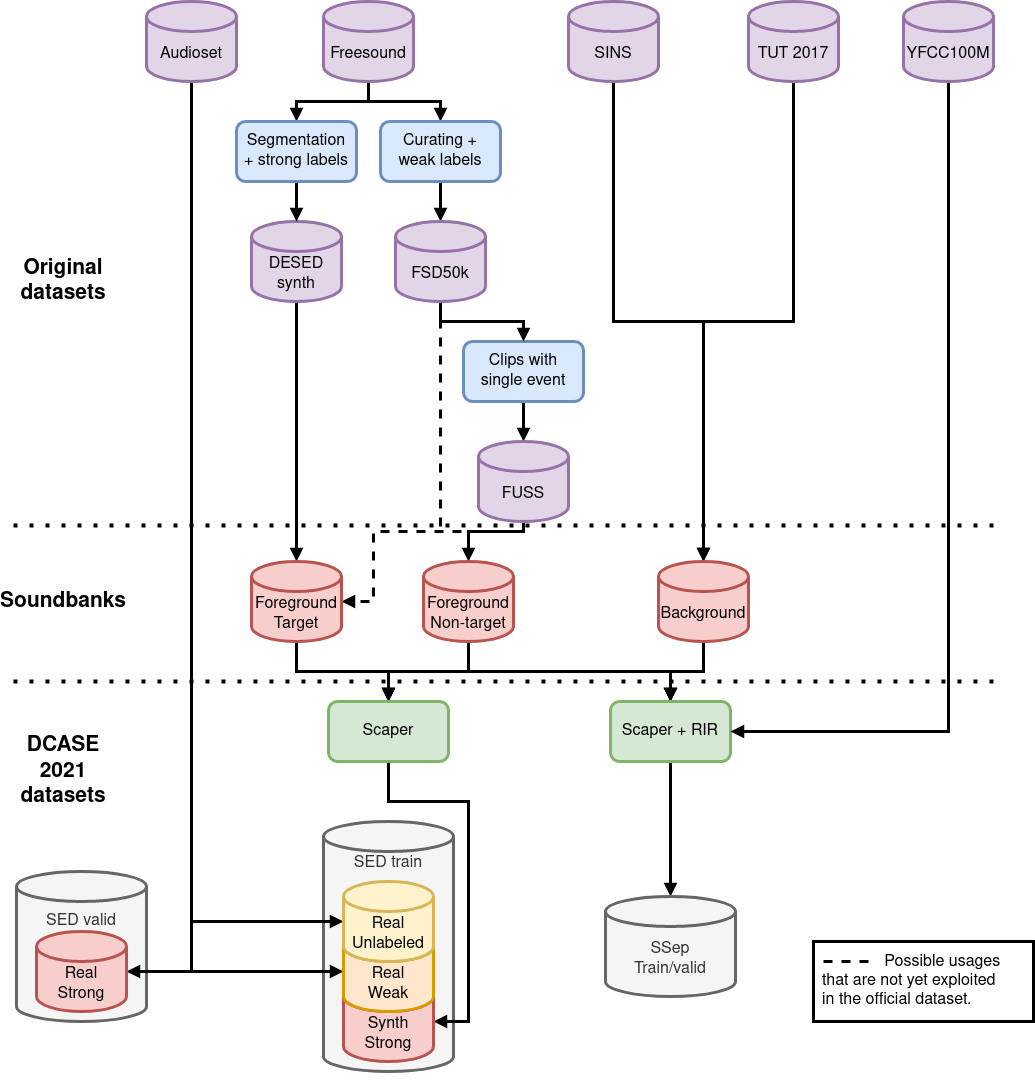 Audioset
Freesound
SINS
TUT 2017
YFCC100M
Segmentation
+ strong labels
Curating +
weak labels
Original
datasets
DESED
synth
FSD50k
Clips with
single event
FUSS
Soundbanks
Foreground
Target
Foreground
Non-target
Background
DCASE
2021
datasets
Scaper
Scaper + RIR
SED train
SED valid
Real
Strong
Real
Unlabeled
Real
Weak
Synth
Strong
SSep
Train/valid
Possible usages
that are not yet exploited
in the official dataset.